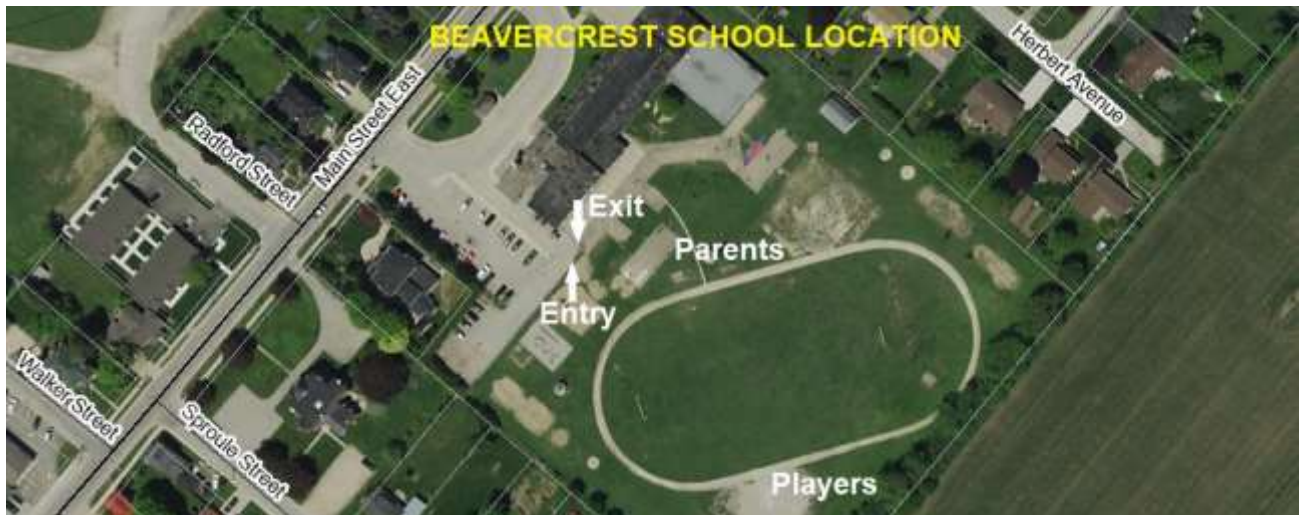 BEAVERCREST SCHOOL LOCATION
Herbert Avenue
Main Street East
Radford Street
Exit
Parents
Entry
Walker Street
Sproule Street
Players